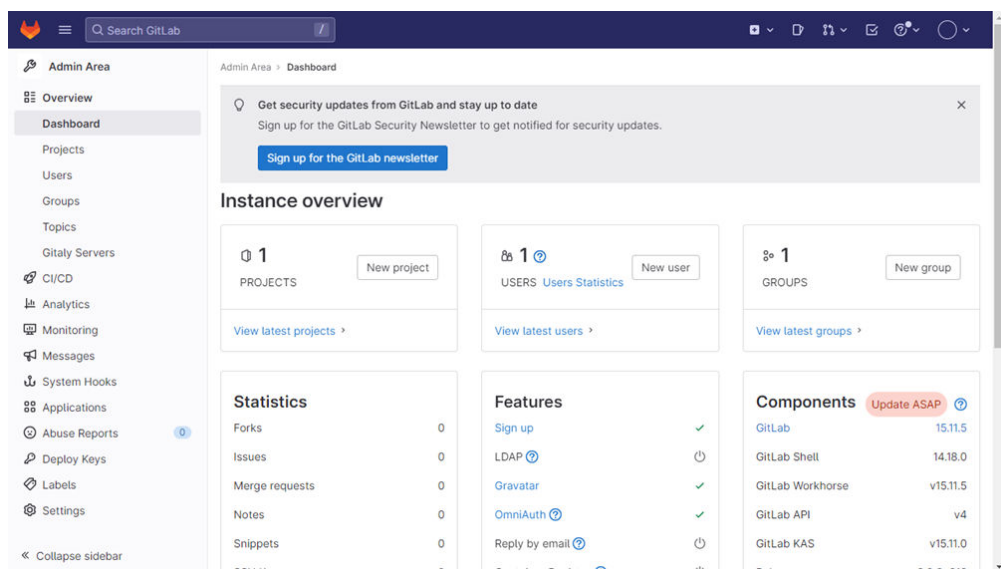 Search GitLab /
Admin Area
Overview
Dashboard
Projects
Users
Groups
Topics
Gitaly Servers
CI/CD
Analytics
Monitoring
Messages
System Hooks
Applications
Abuse Reports 0
Deploy Keys
Labels
Settings
Collapse sidebar
Admin Area > Dashboard
Get security updates from GitLab and stay up to date
Sign up for the GitLab Security Newsletter to get notified for security updates.
Sign up for the GitLab newsletter
Instance overview
1
PROJECTS
New project
View latest projects
1
USERS Users Statistics
New user
View latest users
1
GROUPS
New group
View latest groups
Statistics
Forks 0
Issues 0
Merge requests 0
Notes 0
Snippets 0
Features
Sign up
LDAP
Gravatar
OmniAuth
Reply by email
Components Update ASAP
GitLab 15.11.5
GitLab Shell 14.18.0
GitLab Workhorse v15.11.5
GitLab API v4
GitLab KAS v15.11.0